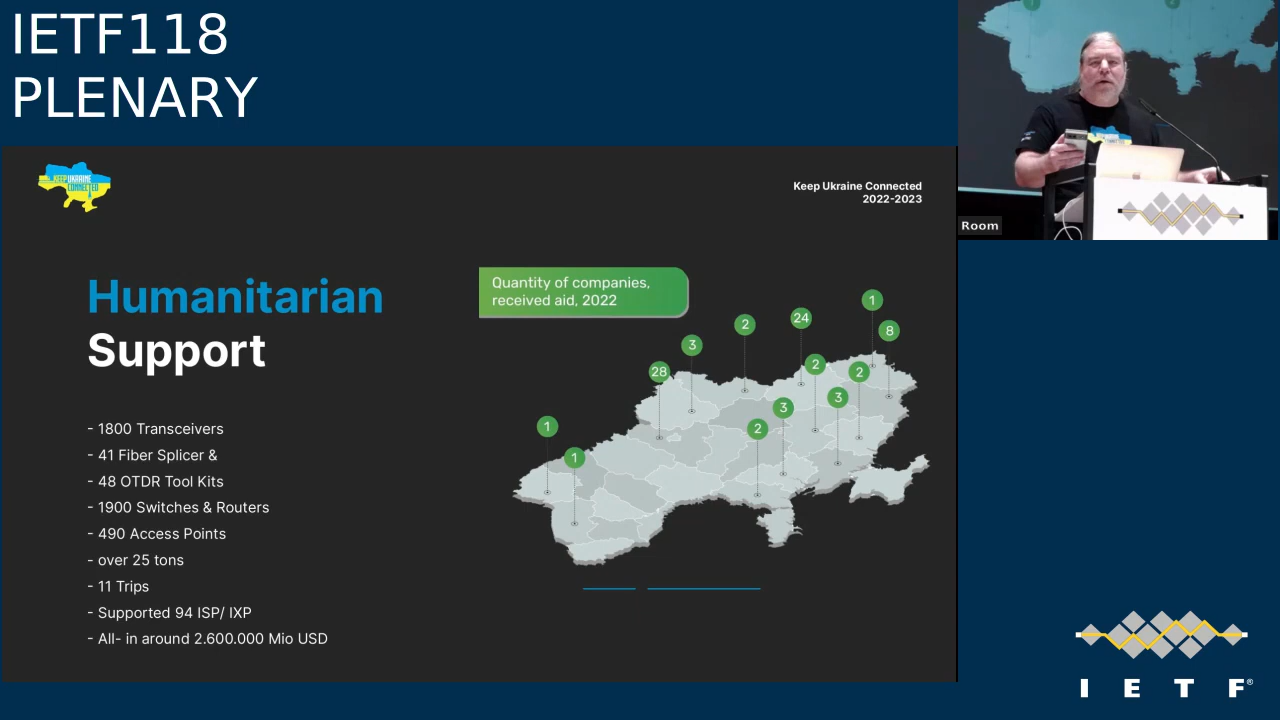 IETF118
PLENARY
KEEP UKRAINE
CONNECTED
Keep Ukraine Connected
2022-2023
Humanitarian
Support
- 1800 Transceivers
- 41 Fiber Splicer &
- 48 OTDR Tool Kits
- 1900 Switches & Routers
- 490 Access Points
- over 25 tons
- 11 Trips
- Supported 94 ISP/ IXP
- All- in around 2.600.000 Mio USD
Quantity of companies,
received aid, 2022
1
24
2
8
3
2
28
2
3
3
1
2
1
Room
I E T F®